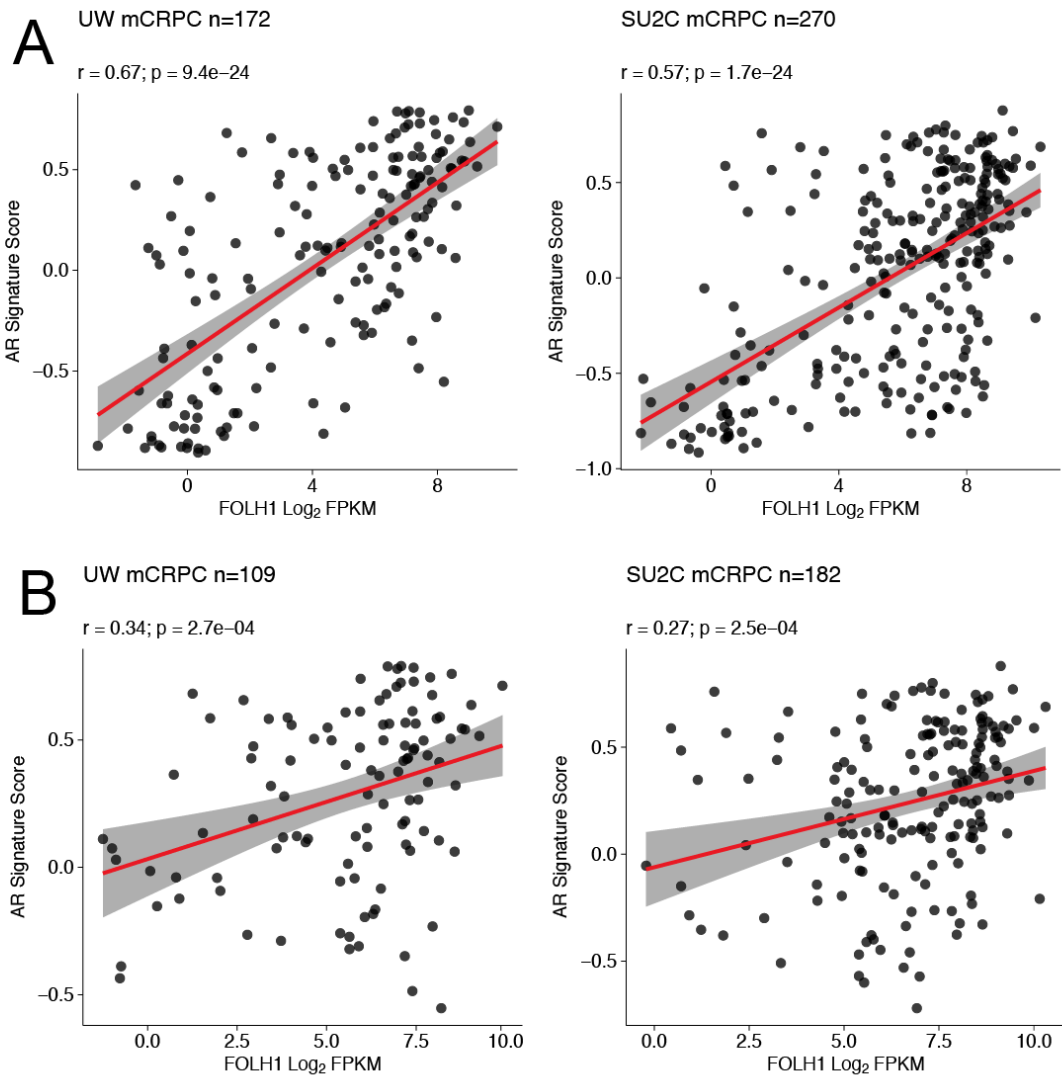 A
UW mCRPC n=172
r = 0.67; p = 9.4e−24
AR Signature Score
0.5
0.0
−0.5
0
4
8
FOLH1 Log₂ FPKM
SU2C mCRPC n=270
r = 0.57; p = 1.7e−24
AR Signature Score
0.5
0.0
−0.5
−1.0
0
4
8
FOLH1 Log₂ FPKM
B
UW mCRPC n=109
r = 0.34; p = 2.7e−04
AR Signature Score
0.5
0.0
−0.5
0.0
2.5
5.0
7.5
10.0
FOLH1 Log₂ FPKM
SU2C mCRPC n=182
r = 0.27; p = 2.5e−04
AR Signature Score
0.5
0.0
−0.5
0.0
2.5
5.0
7.5
10.0
FOLH1 Log₂ FPKM